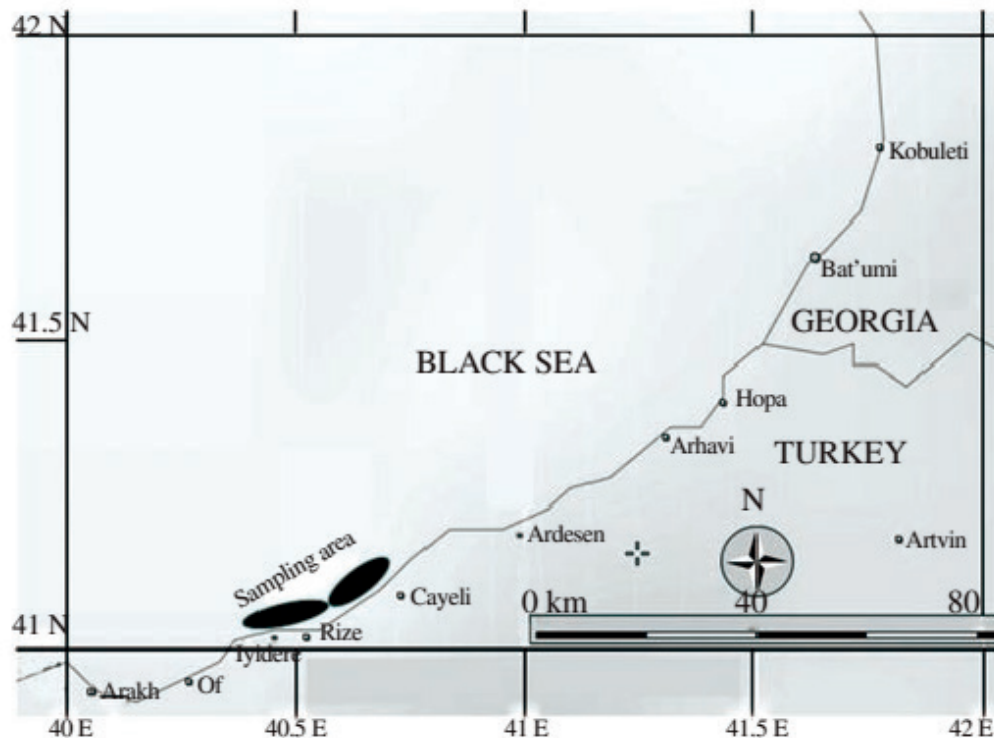 42 N
Kobuleti
Bat'umi
41.5 N
GEORGIA
BLACK SEA
Hopa
Arhavi
TURKEY
N
Ardesen
Artvin
Sampling area
Cayeli
0 km 40 80
41 N
Rize
Iyldere
Of
Arakh
40 E 40.5 E 41 E 41.5 E 42 E